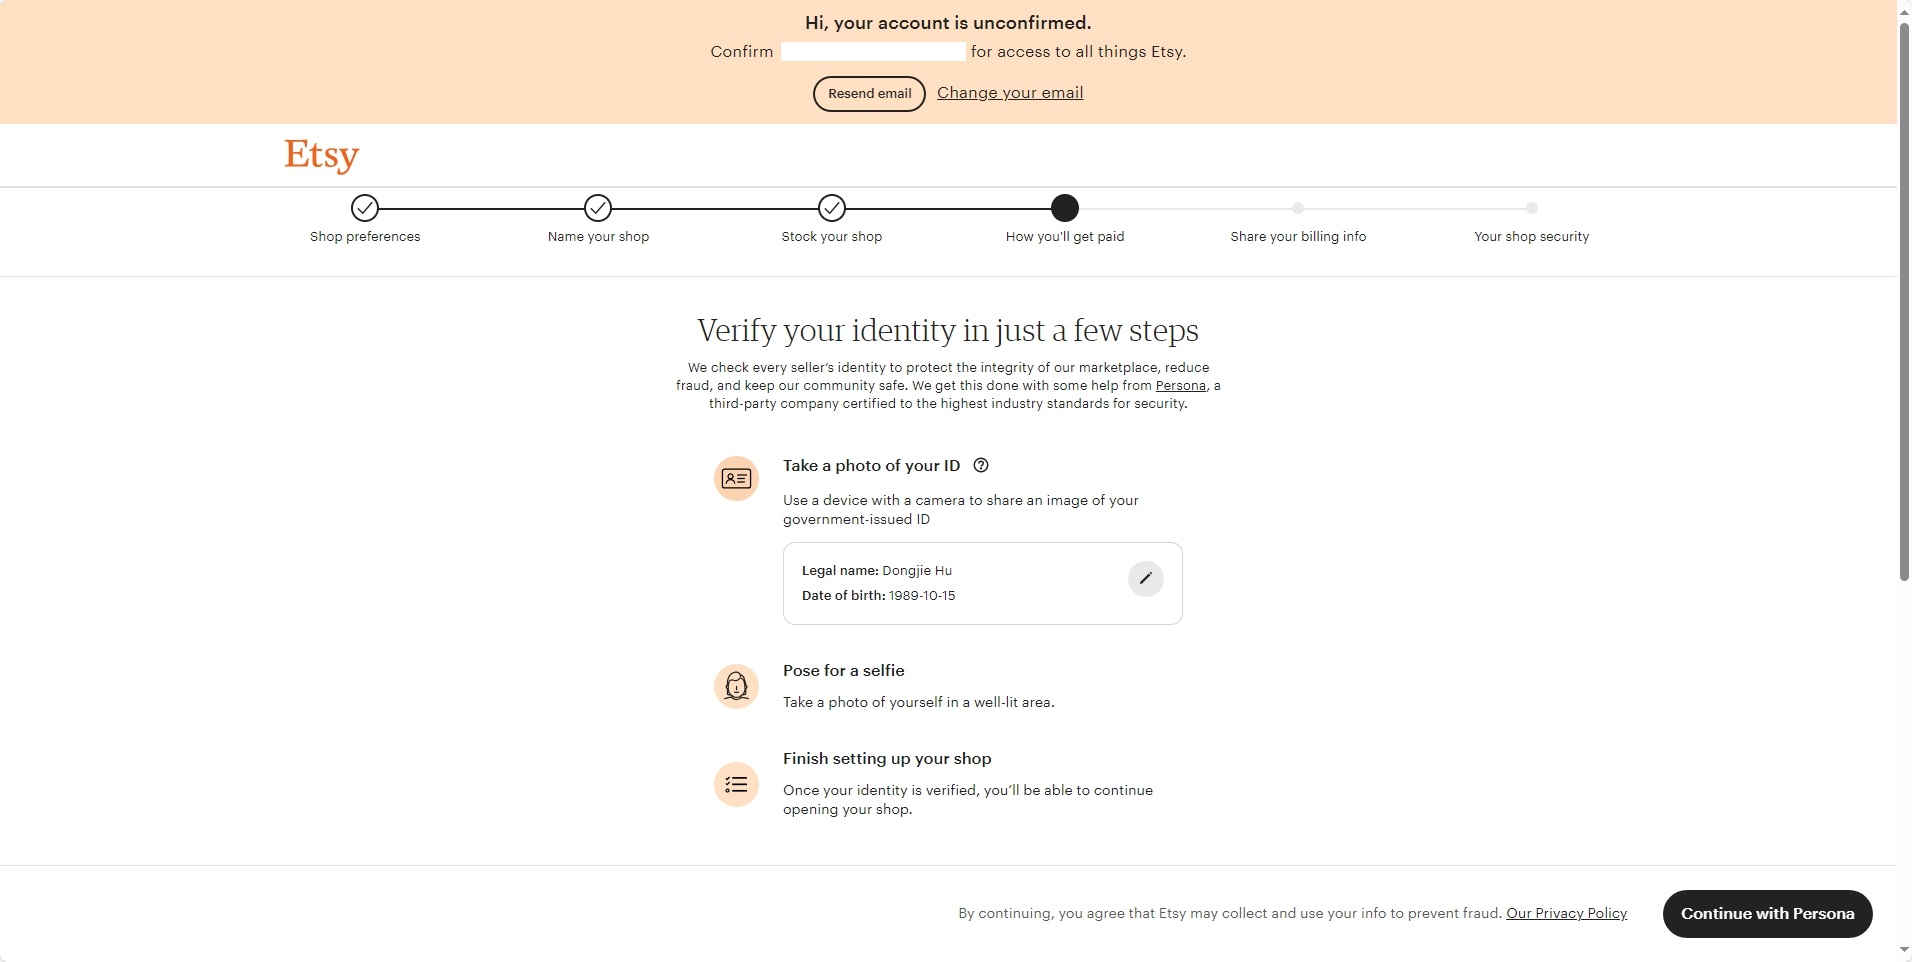 Hi, your account is unconfirmed.
Confirm for access to all things Etsy.
Resend email Change your email
Etsy
Shop preferences Name your shop Stock your shop How you'll get paid Share your billing info Your shop security
Verify your identity in just a few steps
We check every seller’s identity to protect the integrity of our marketplace, reduce
fraud, and keep our community safe. We get this done with some help from Persona, a
third-party company certified to the highest industry standards for security.
Take a photo of your ID ?
Use a device with a camera to share an image of your
government-issued ID
Legal name: Dongjie Hu
Date of birth: 1989-10-15
Pose for a selfie
Take a photo of yourself in a well-lit area.
Finish setting up your shop
Once your identity is verified, you’ll be able to continue
opening your shop.
By continuing, you agree that Etsy may collect and use your info to prevent fraud. Our Privacy Policy Continue with Persona